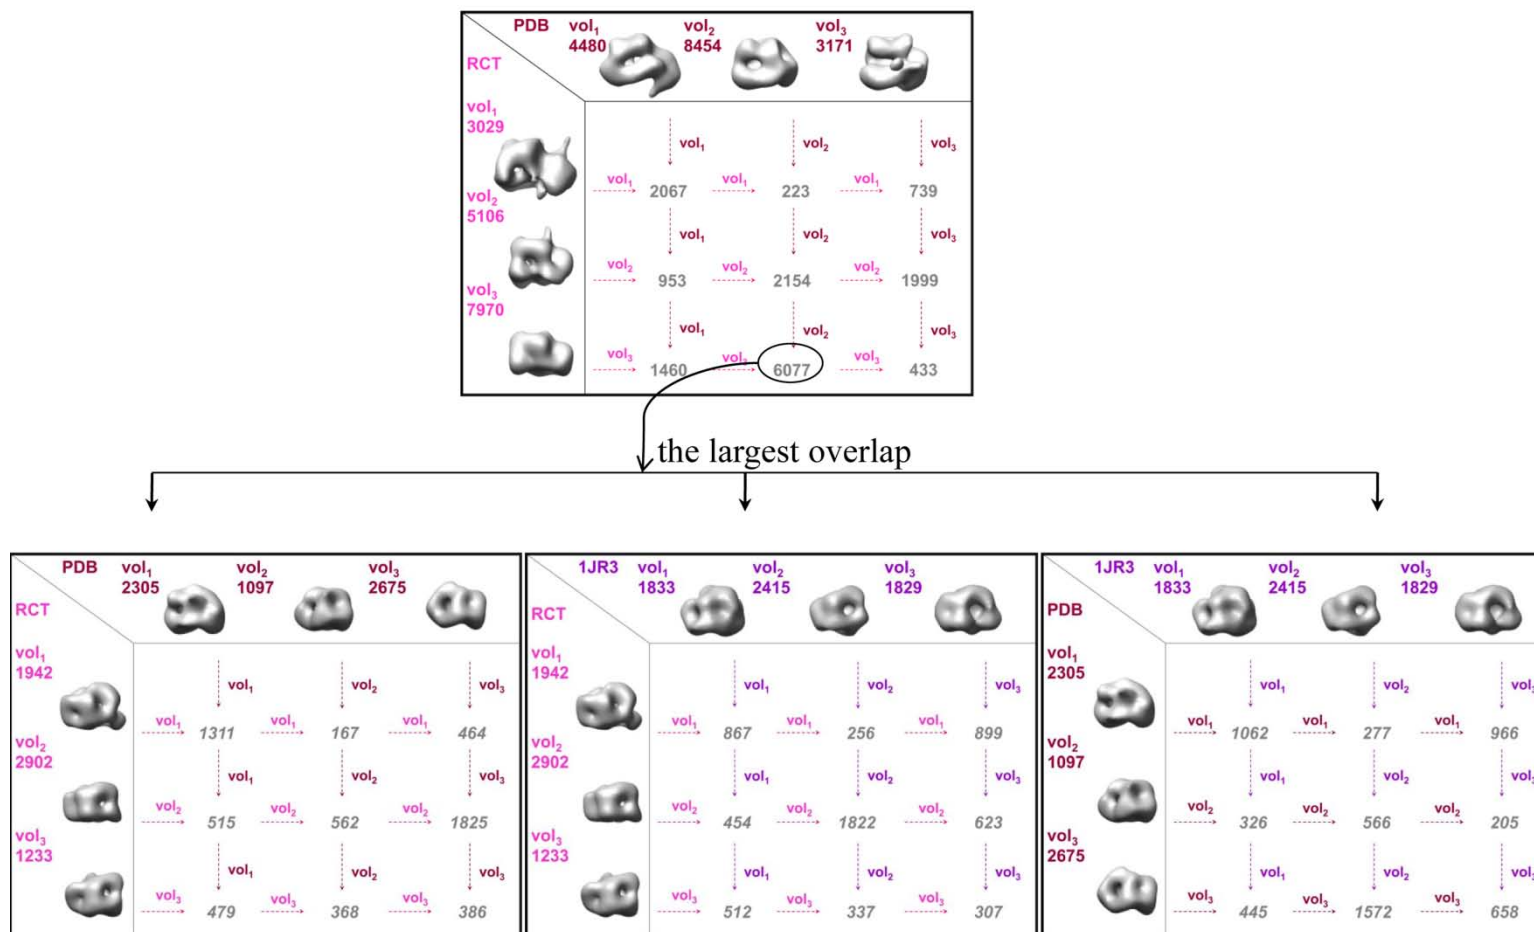 PDB vol1 vol2 vol3
4480 8454 3171
RCT
vol1
3029
vol1 vol2 vol3
vol1 2067 vol1 223 vol1 739
vol2
5106
vol1 vol2 vol3
vol2 953 vol2 2154 vol2 1999
vol3
7970
vol1 vol2 vol3
vol3 1460 vol3 6077 vol3 433
the largest overlap
PDB vol1 vol2 vol3
2305 1097 2675
RCT
vol1
1942
vol1 vol2 vol3
vol1 1311 vol1 167 vol1 464
vol2
2902
vol1 vol2 vol3
vol2 515 vol2 562 vol2 1825
vol3
1233
vol1 vol2 vol3
vol3 479 vol3 368 vol3 386
1JR3 vol1 vol2 vol3
1833 2415 1829
RCT
vol1
1942
vol1 vol2 vol3
vol1 867 vol1 256 vol1 899
vol2
2902
vol1 vol2 vol3
vol2 454 vol2 1822 vol2 623
vol3
1233
vol1 vol2 vol3
vol3 512 vol3 337 vol3 307
1JR3 vol1 vol2 vol3
1833 2415 1829
PDB
vol1
2305
vol1 vol2 vol3
vol1 1062 vol1 277 vol1 966
vol2
1097
vol1 vol2 vol3
vol2 326 vol2 566 vol2 205
vol3
2675
vol1 vol2 vol3
vol3 445 vol3 1572 vol3 658